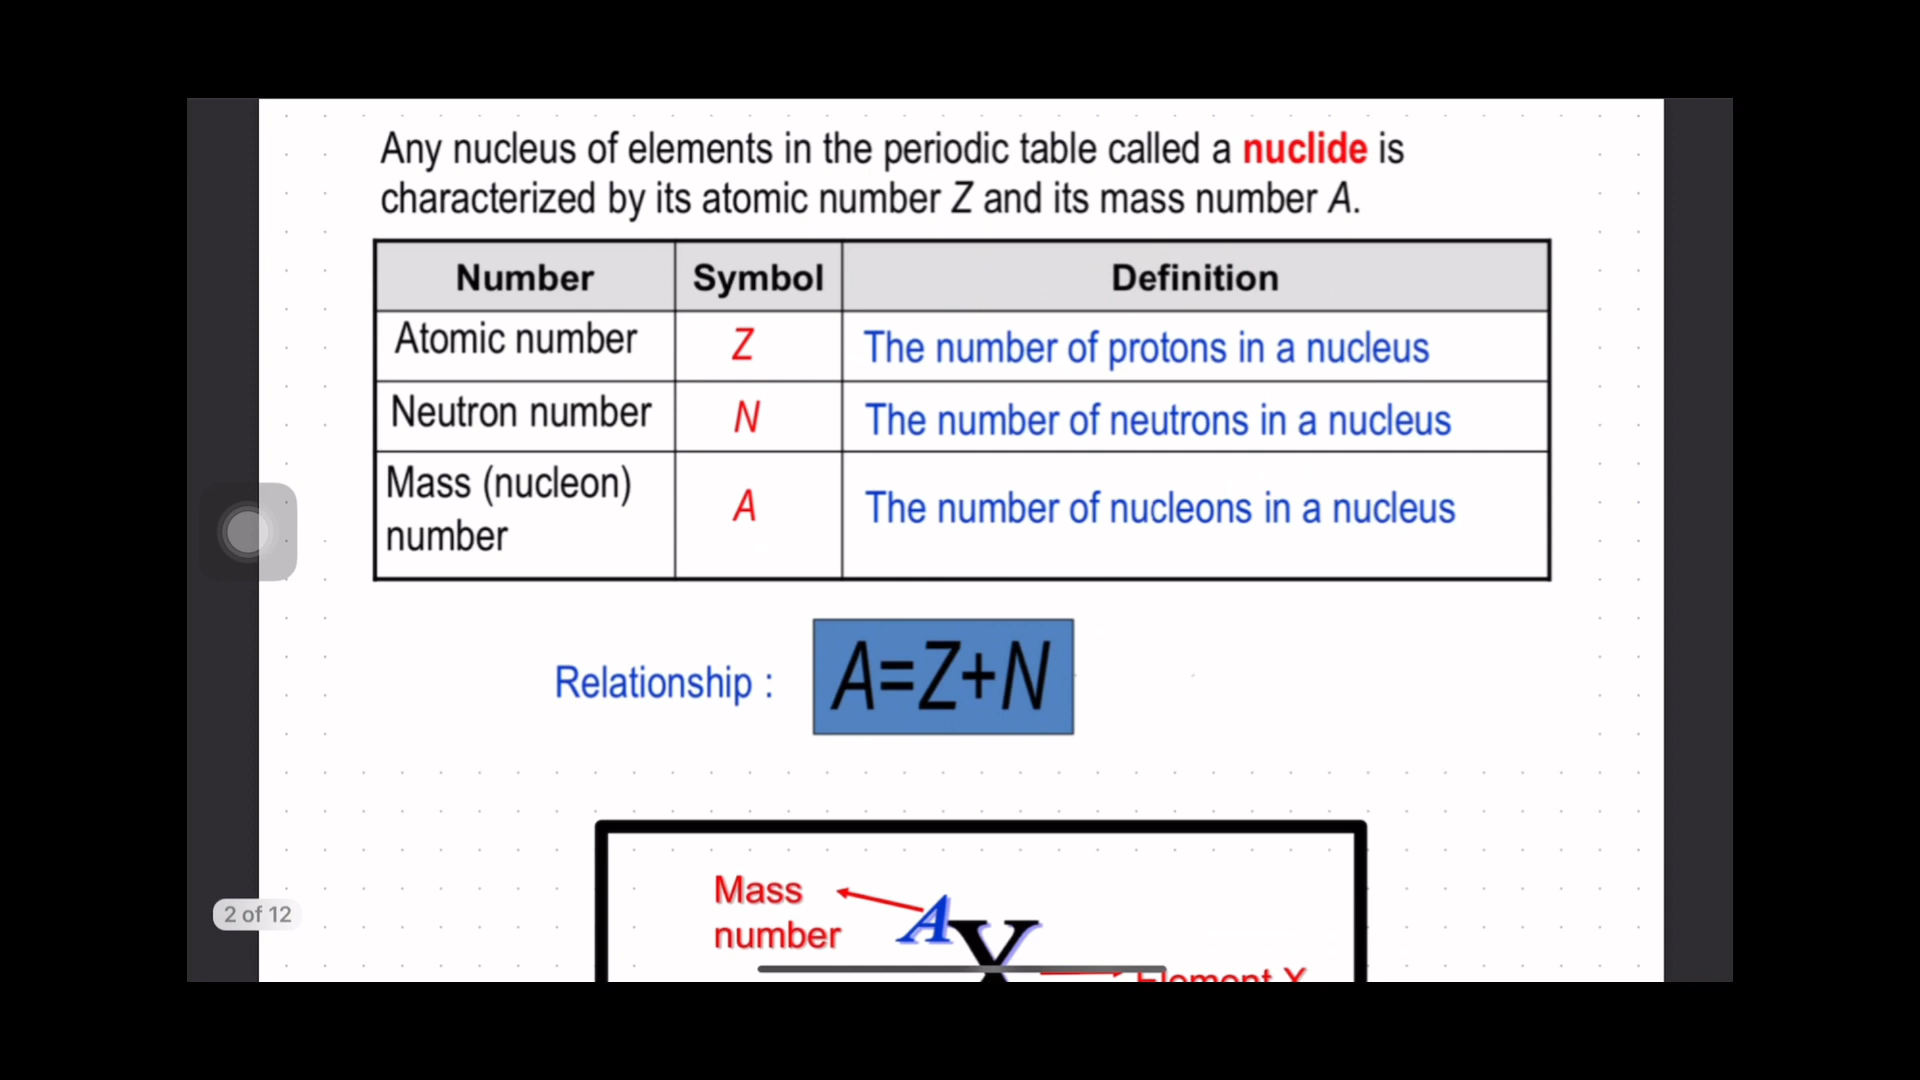 Any nucleus of elements in the periodic table called a nuclide is
characterized by its atomic number Z and its mass number A.
Number Symbol Definition
Atomic number Z The number of protons in a nucleus
Neutron number N The number of neutrons in a nucleus
Mass (nucleon)
number A The number of nucleons in a nucleus
Relationship : A=Z+N
Mass
number A X
Element X
2 of 12